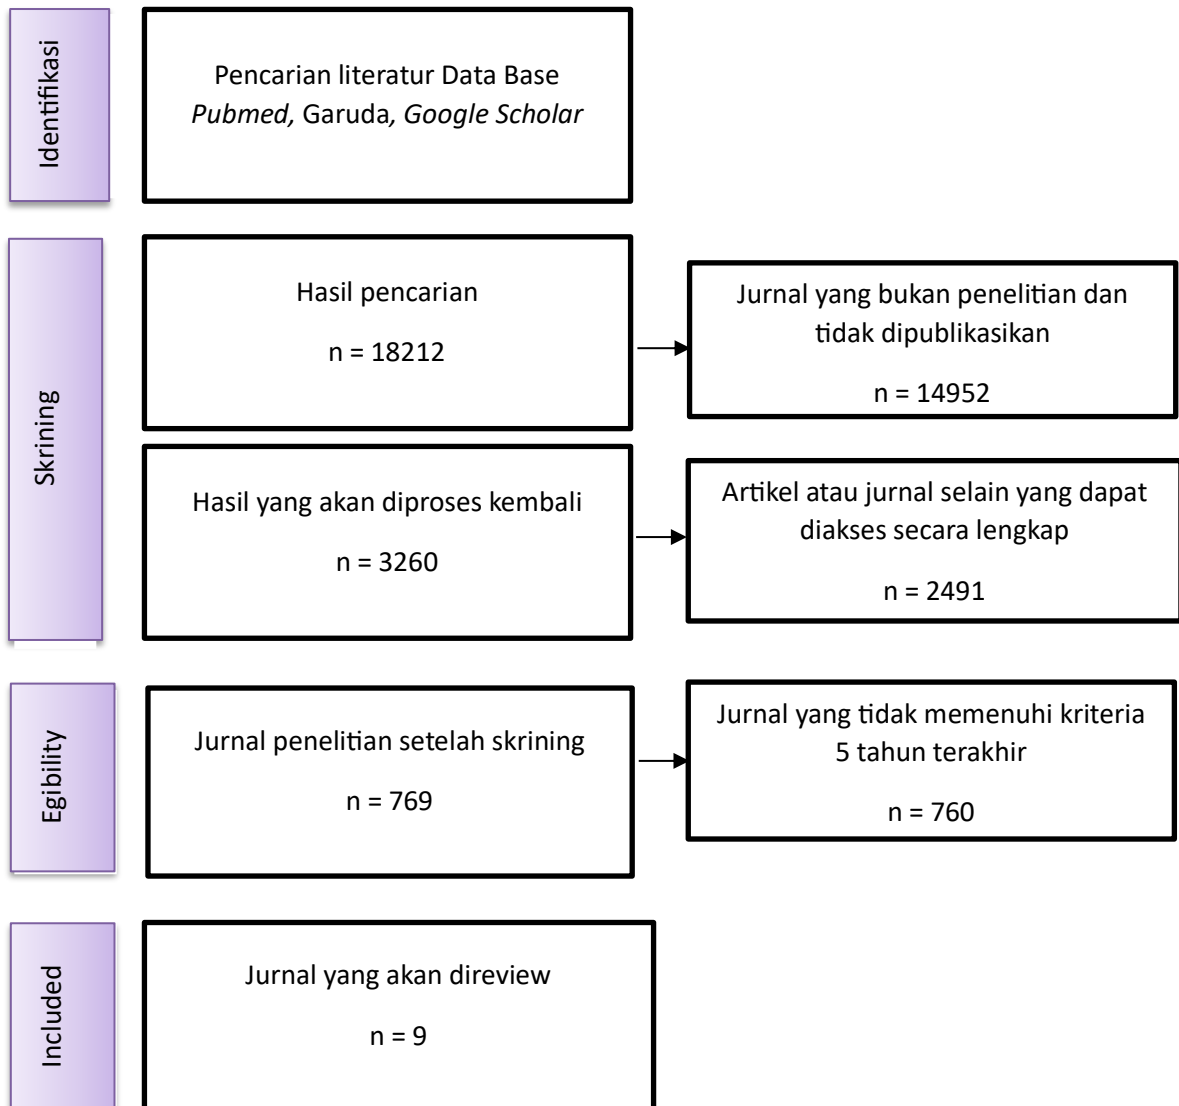 Identifikasi
Pencarian literatur Data Base
Pubmed, Garuda, Google Scholar
Skrining
Hasil pencarian
n = 18212
Jurnal yang bukan penelitian dan
tidak dipublikasikan
n = 14952
Hasil yang akan diproses kembali
n = 3260
Artikel atau jurnal selain yang dapat
diakses secara lengkap
n = 2491
Egibility
Jurnal penelitian setelah skrining
n = 769
Jurnal yang tidak memenuhi kriteria
5 tahun terakhir
n = 760
Included
Jurnal yang akan direview
n = 9